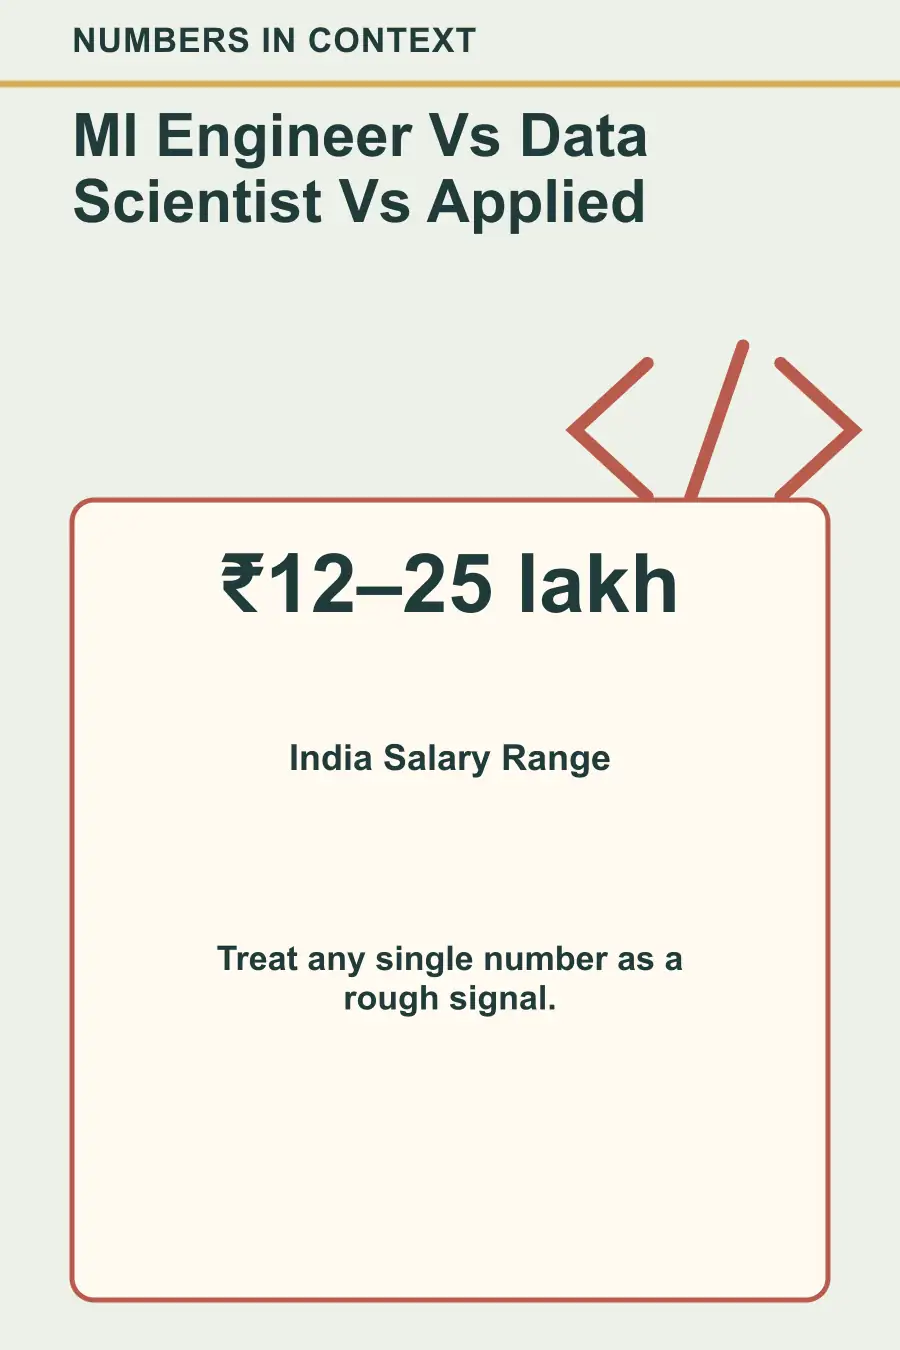 NUMBERS IN CONTEXT
Ml Engineer Vs Data
Scientist Vs Applied
₹12–25 lakh
India Salary Range
Treat any single number as a
rough signal.